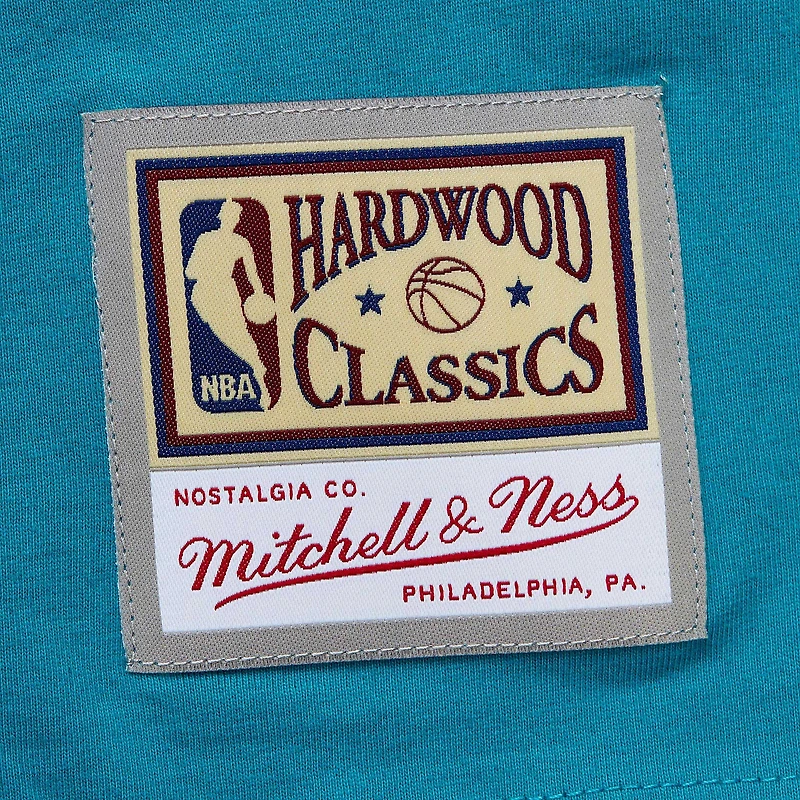 NBA
HARDWOOD
CLASSICS
NOSTALGIA CO.
Mitchell & Ness
PHILADELPHIA, PA.